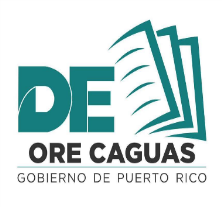 DE
ORE CAGUAS
GOBIERNO DE PUERTO RICO